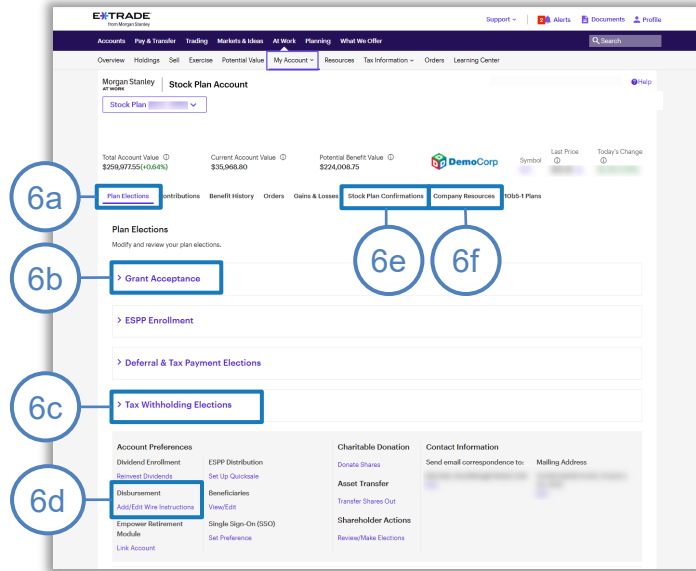 E*TRADE
from Morgan Stanley
Support
2 Alerts
Documents
Profile
Accounts Pay & Transfer Trading Markets & Ideas At Work Planning What We Offer
Search
Overview Holdings Sell Exercise Potential Value My Account Resources Tax Information Orders Learning Center
Morgan Stanley
AT WORK
Stock Plan Account
Help
Stock Plan
Total Account Value
$259,977.55(+0.64%)
Current Account Value
$35,968.80
Potential Benefit Value
$224,008.75
DemoCorp
Symbol
Last Price
Today's Change
6a
Plan Elections Contributions Benefit History Orders Gains & Losses Stock Plan Confirmations Company Resources 10b5-1 Plans
Plan Elections
Modify and review your plan elections.
6e
6f
6b
> Grant Acceptance
> ESPP Enrollment
> Deferral & Tax Payment Elections
6c
> Tax Withholding Elections
Account Preferences
Dividend Enrollment
Reinvest Dividends
ESPP Distribution
Set Up Quicksale
6d
Disbursement
Add/Edit Wire Instructions
Beneficiaries
View/Edit
Empower Retirement
Module
Link Account
Single Sign-On (SSO)
Set Preference
Charitable Donation
Donate Shares
Asset Transfer
Transfer Shares Out
Shareholder Actions
Review/Make Elections
Contact Information
Send email correspondence to:
Mailing Address